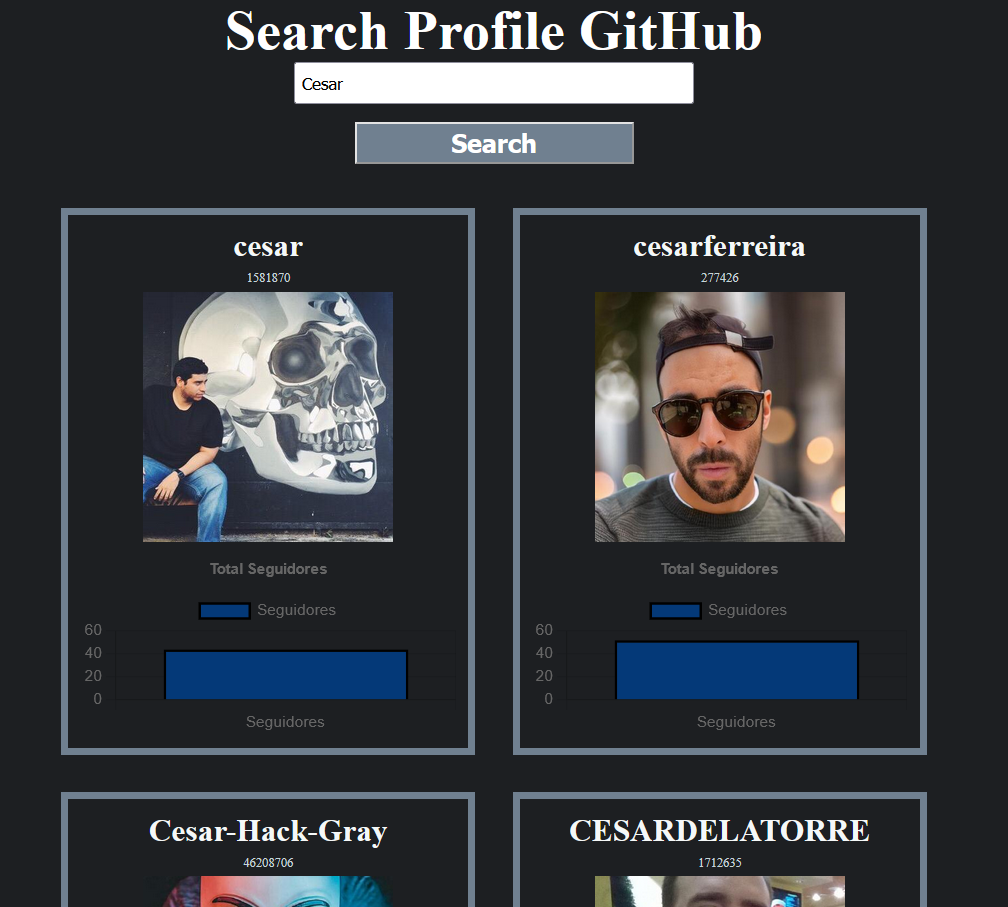 Search Profile GitHub
Cesar
Search
cesar
1581870
Total Seguidores
Seguidores
60
40
20
0
Seguidores
cesarferreira
277426
Total Seguidores
Seguidores
60
40
20
0
Seguidores
Cesar-Hack-Gray
46208706
CESARDELATORRE
1712635